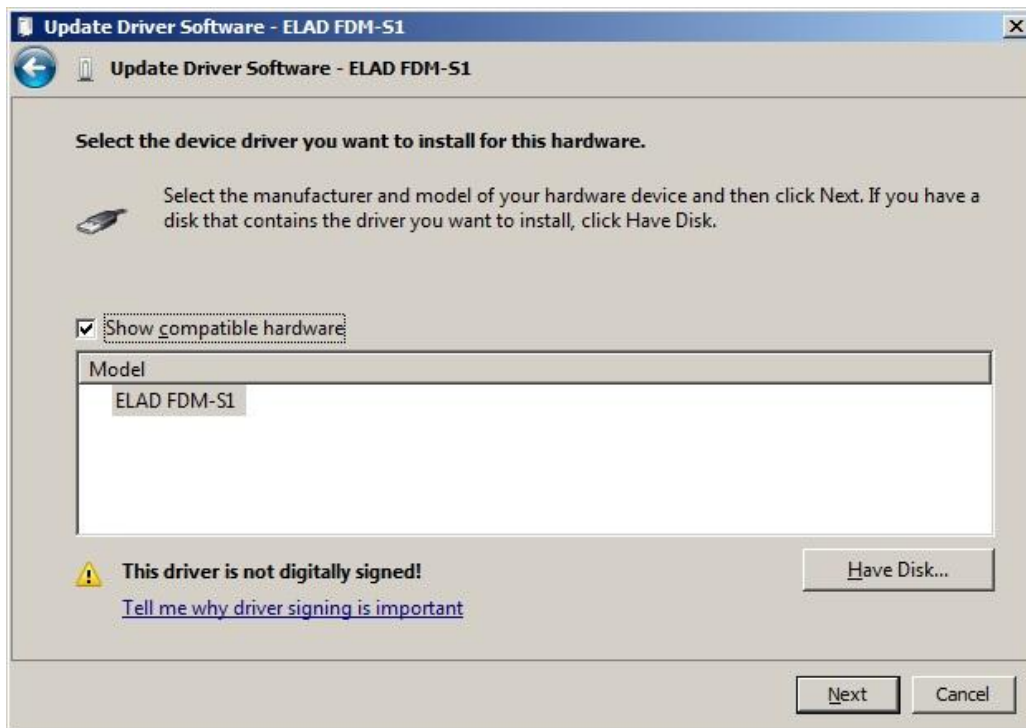 Update Driver Software - ELAD FDM-S1
Update Driver Software - ELAD FDM-S1
Select the device driver you want to install for this hardware.
Select the manufacturer and model of your hardware device and then click Next. If you have a
disk that contains the driver you want to install, click Have Disk.
Show compatible hardware
Model
ELAD FDM-S1
This driver is not digitally signed!
Have Disk...
Tell me why driver signing is important
Next
Cancel